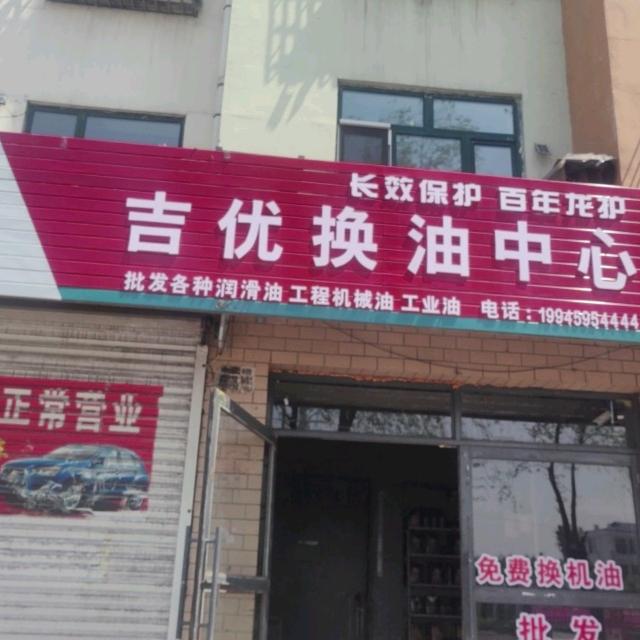 长效保护 百年龙护
吉优换油中心
批发各种润滑油 工程机械油 工业油 电话:19945954444
正常营业
免费换机油
批发